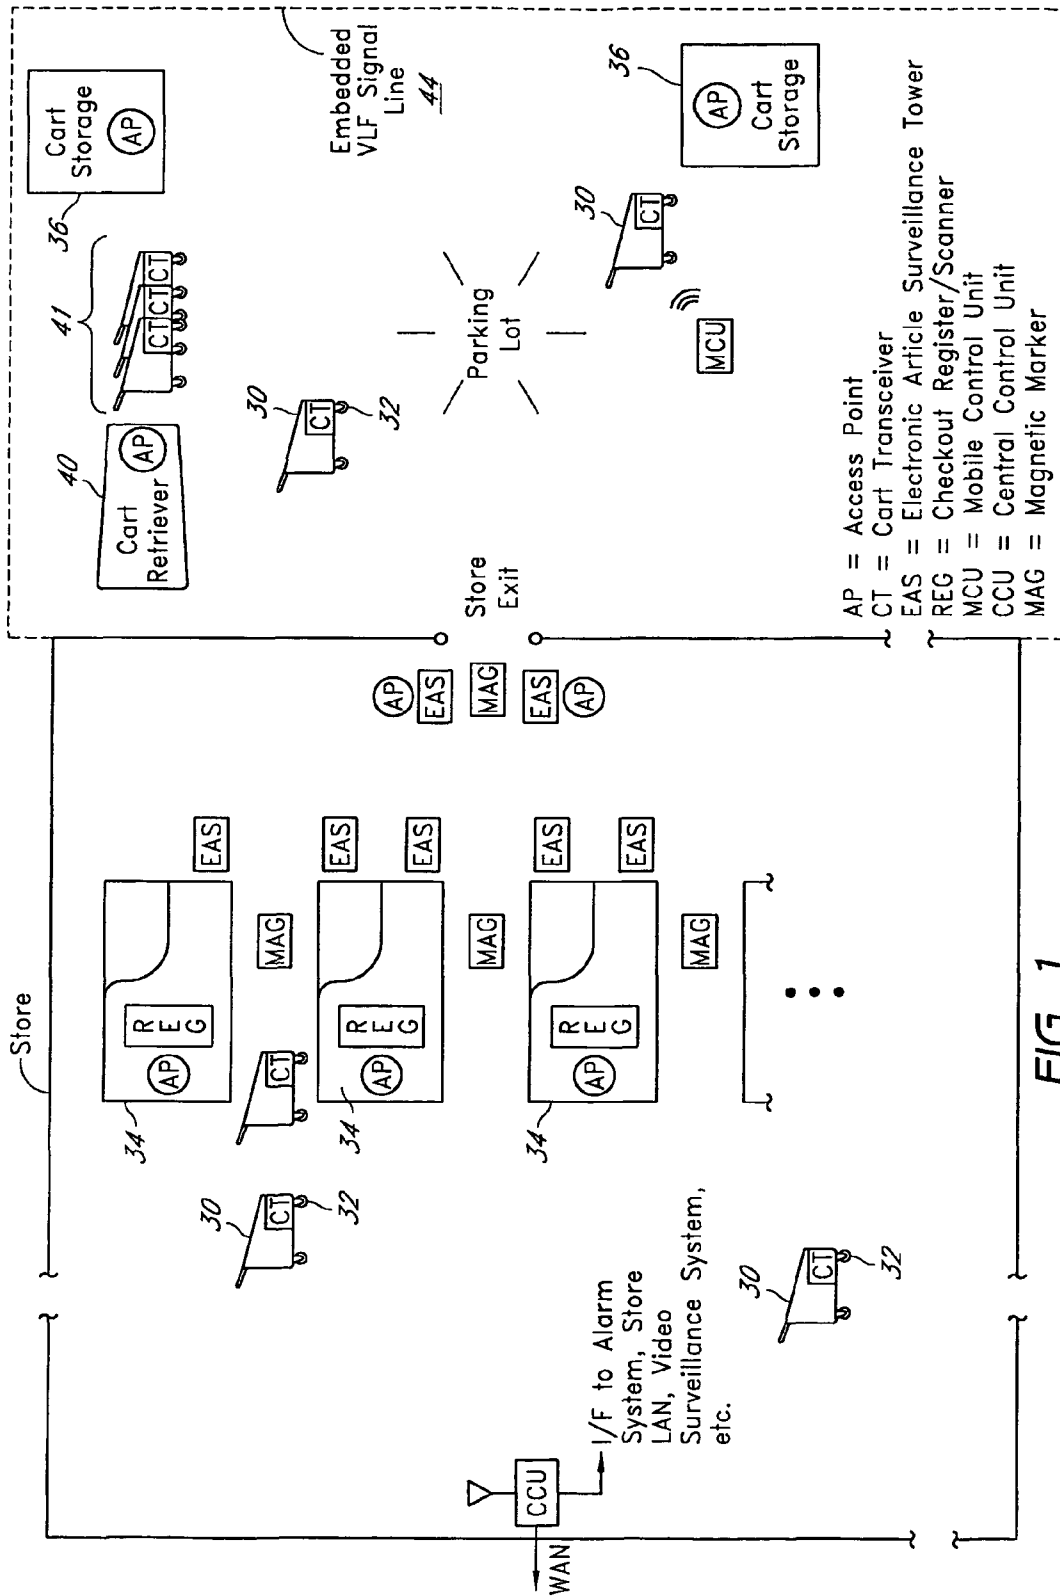 Store
34
AP
REG
EAS
30
CT
32
CT
MAG
34
AP
REG
EAS
EAS
MAG
34
AP
REG
EAS
EAS
MAG
30
CT
32
WAN
CCU
I/F to Alarm
System, Store
LAN, Video
Surveillance System,
etc.
AP
EAS
MAG
EAS
AP
Store
Exit
40
Cart
Retriever
AP
41
CT
CT
CT
36
Cart
Storage
AP
30
CT
32
Embedded
VLF Signal
Line
44
Parking
Lot
MCU
30
CT
36
AP
Cart
Storage
AP = Access Point
CT = Cart Transceiver
EAS = Electronic Article Surveillance Tower
REG = Checkout Register/Scanner
MCU = Mobile Control Unit
CCU = Central Control Unit
MAG = Magnetic Marker
FIG. 1